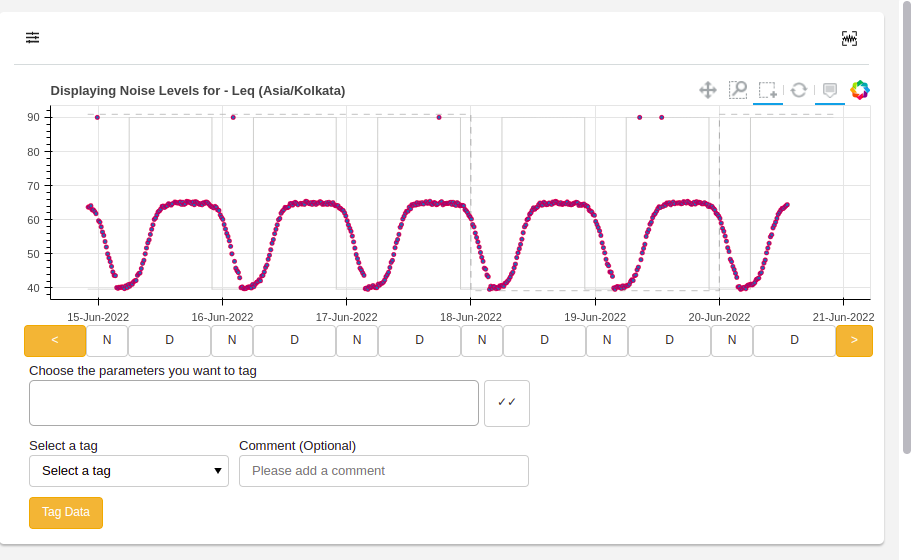 Displaying Noise Levels for - Leq (Asia/Kolkata)
90
80
70
60
50
40
15-Jun-2022 16-Jun-2022 17-Jun-2022 18-Jun-2022 19-Jun-2022 20-Jun-2022 21-Jun-2022
< N D N D N D N D N D N D >
Choose the parameters you want to tag
✓✓
Select a tag Comment (Optional)
Select a tag Please add a comment
Tag Data